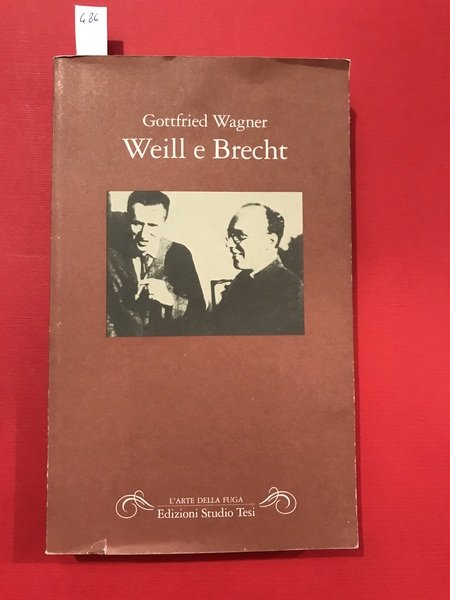 486
Gottfried Wagner
Weill e Brecht
L'ARTE DELLA FUGA
Edizioni Studio Tesi